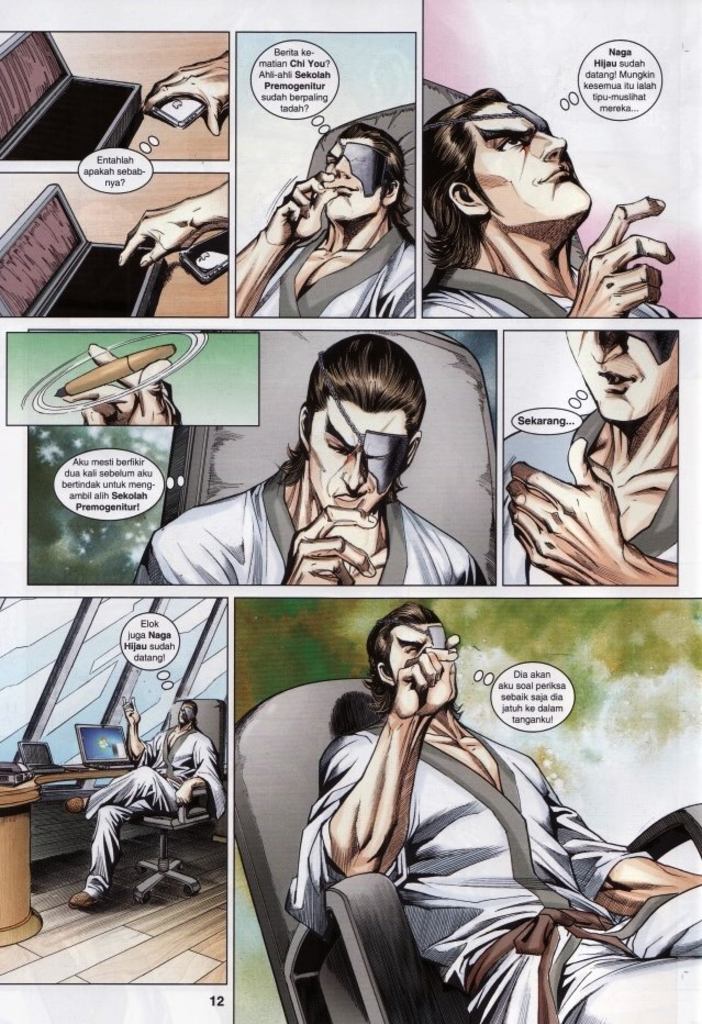 Entahlah
apakah sebab-
nya?
Berita ke-
matian Chi You?
Ahli-ahli Sekolah
Premogenitur
sudah berpaling
tadah?
Naga
Hijau sudah
datang! Mungkin
kesemua itu ialah
tipu-muslihat
mereka...
Aku mesti berfikir
dua kali sebelum aku
bertindak untuk meng-
ambil alih Sekolah
Premogenitur!
Sekarang...
Elok
juga Naga
Hijau sudah
datang!
Dia akan
aku soal periksa
sebaik saja dia
jatuh ke dalam
tanganku!
12